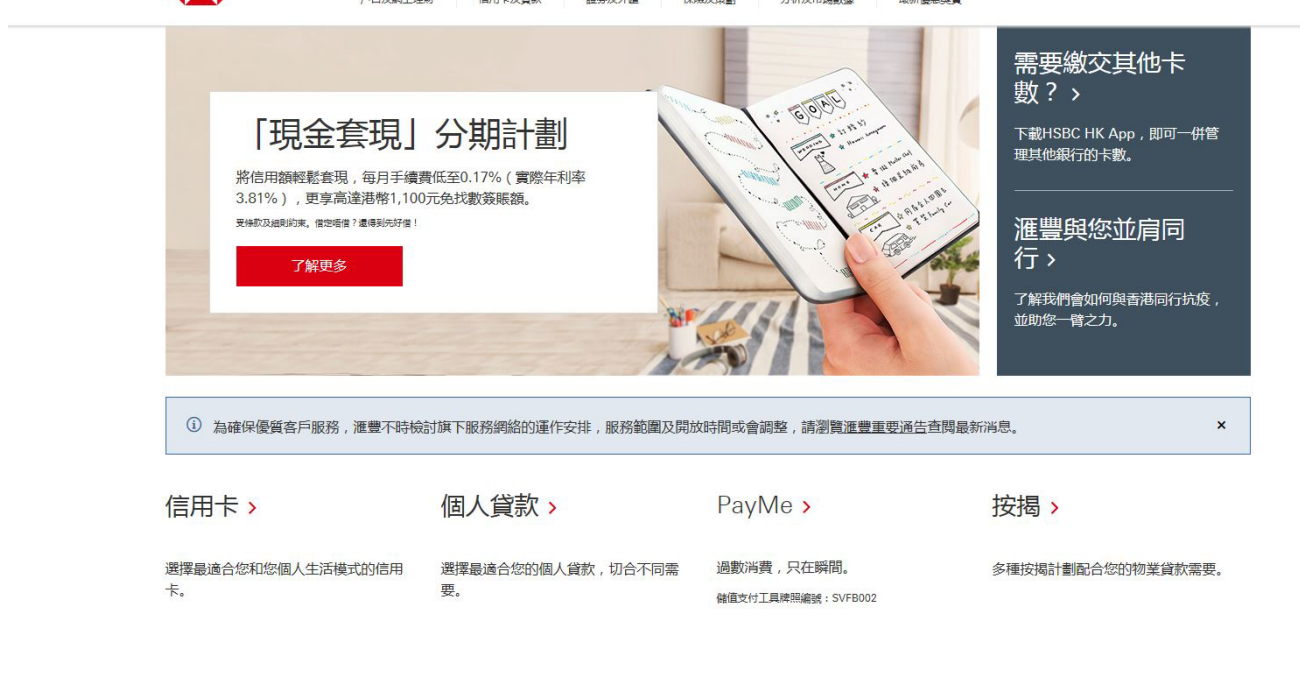 需要繳交其他卡
數？ >
下載HSBC HK App，即可一併管
理其他銀行的卡數。
滙豐與您並肩同
行 >
了解我們會如何與香港同行抗疫，
並助您一臂之力。
「現金套現」分期計劃
將信用額輕鬆套現，每月手續費低至0.17%（實際年利率
3.81%），更享高達港幣1,100元免找數簽賬額。
受條款及細則約束。借定唔借？還得到先好借！
了解更多
GOAL
WEDDING
HOME
CAR
為確保優質客戶服務，滙豐不時檢討旗下服務網絡的運作安排，服務範圍及開放時間或會調整，請瀏覽滙豐重要通告查閱最新消息。
信用卡 >
選擇最適合您和您個人生活模式的信用
卡。
個人貸款 >
選擇最適合您的個人貸款，切合不同需
要。
PayMe >
過數消費，只在瞬間。
儲值支付工具牌照編號：SVFB002
按揭 >
多種按揭計劃配合您的物業貸款需要。